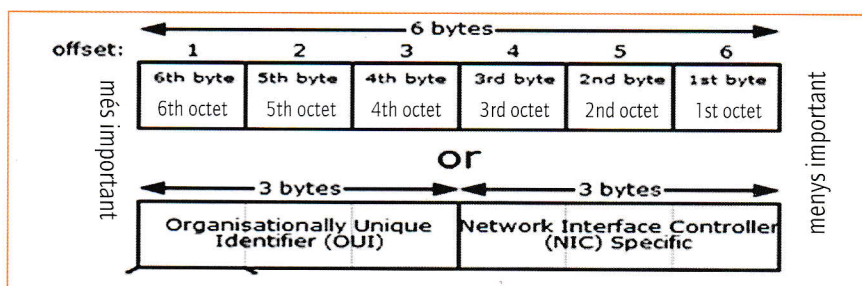 6 bytes
offset: 1 2 3 4 5 6
6th byte 5th byte 4th byte 3rd byte 2nd byte 1st byte
6th octet 5th octet 4th octet 3rd octet 2nd octet 1st octet
més important
menys important
or
3 bytes 3 bytes
Organisationally Unique Network Interface Controller
Identifier (OUI) (NIC) Specific